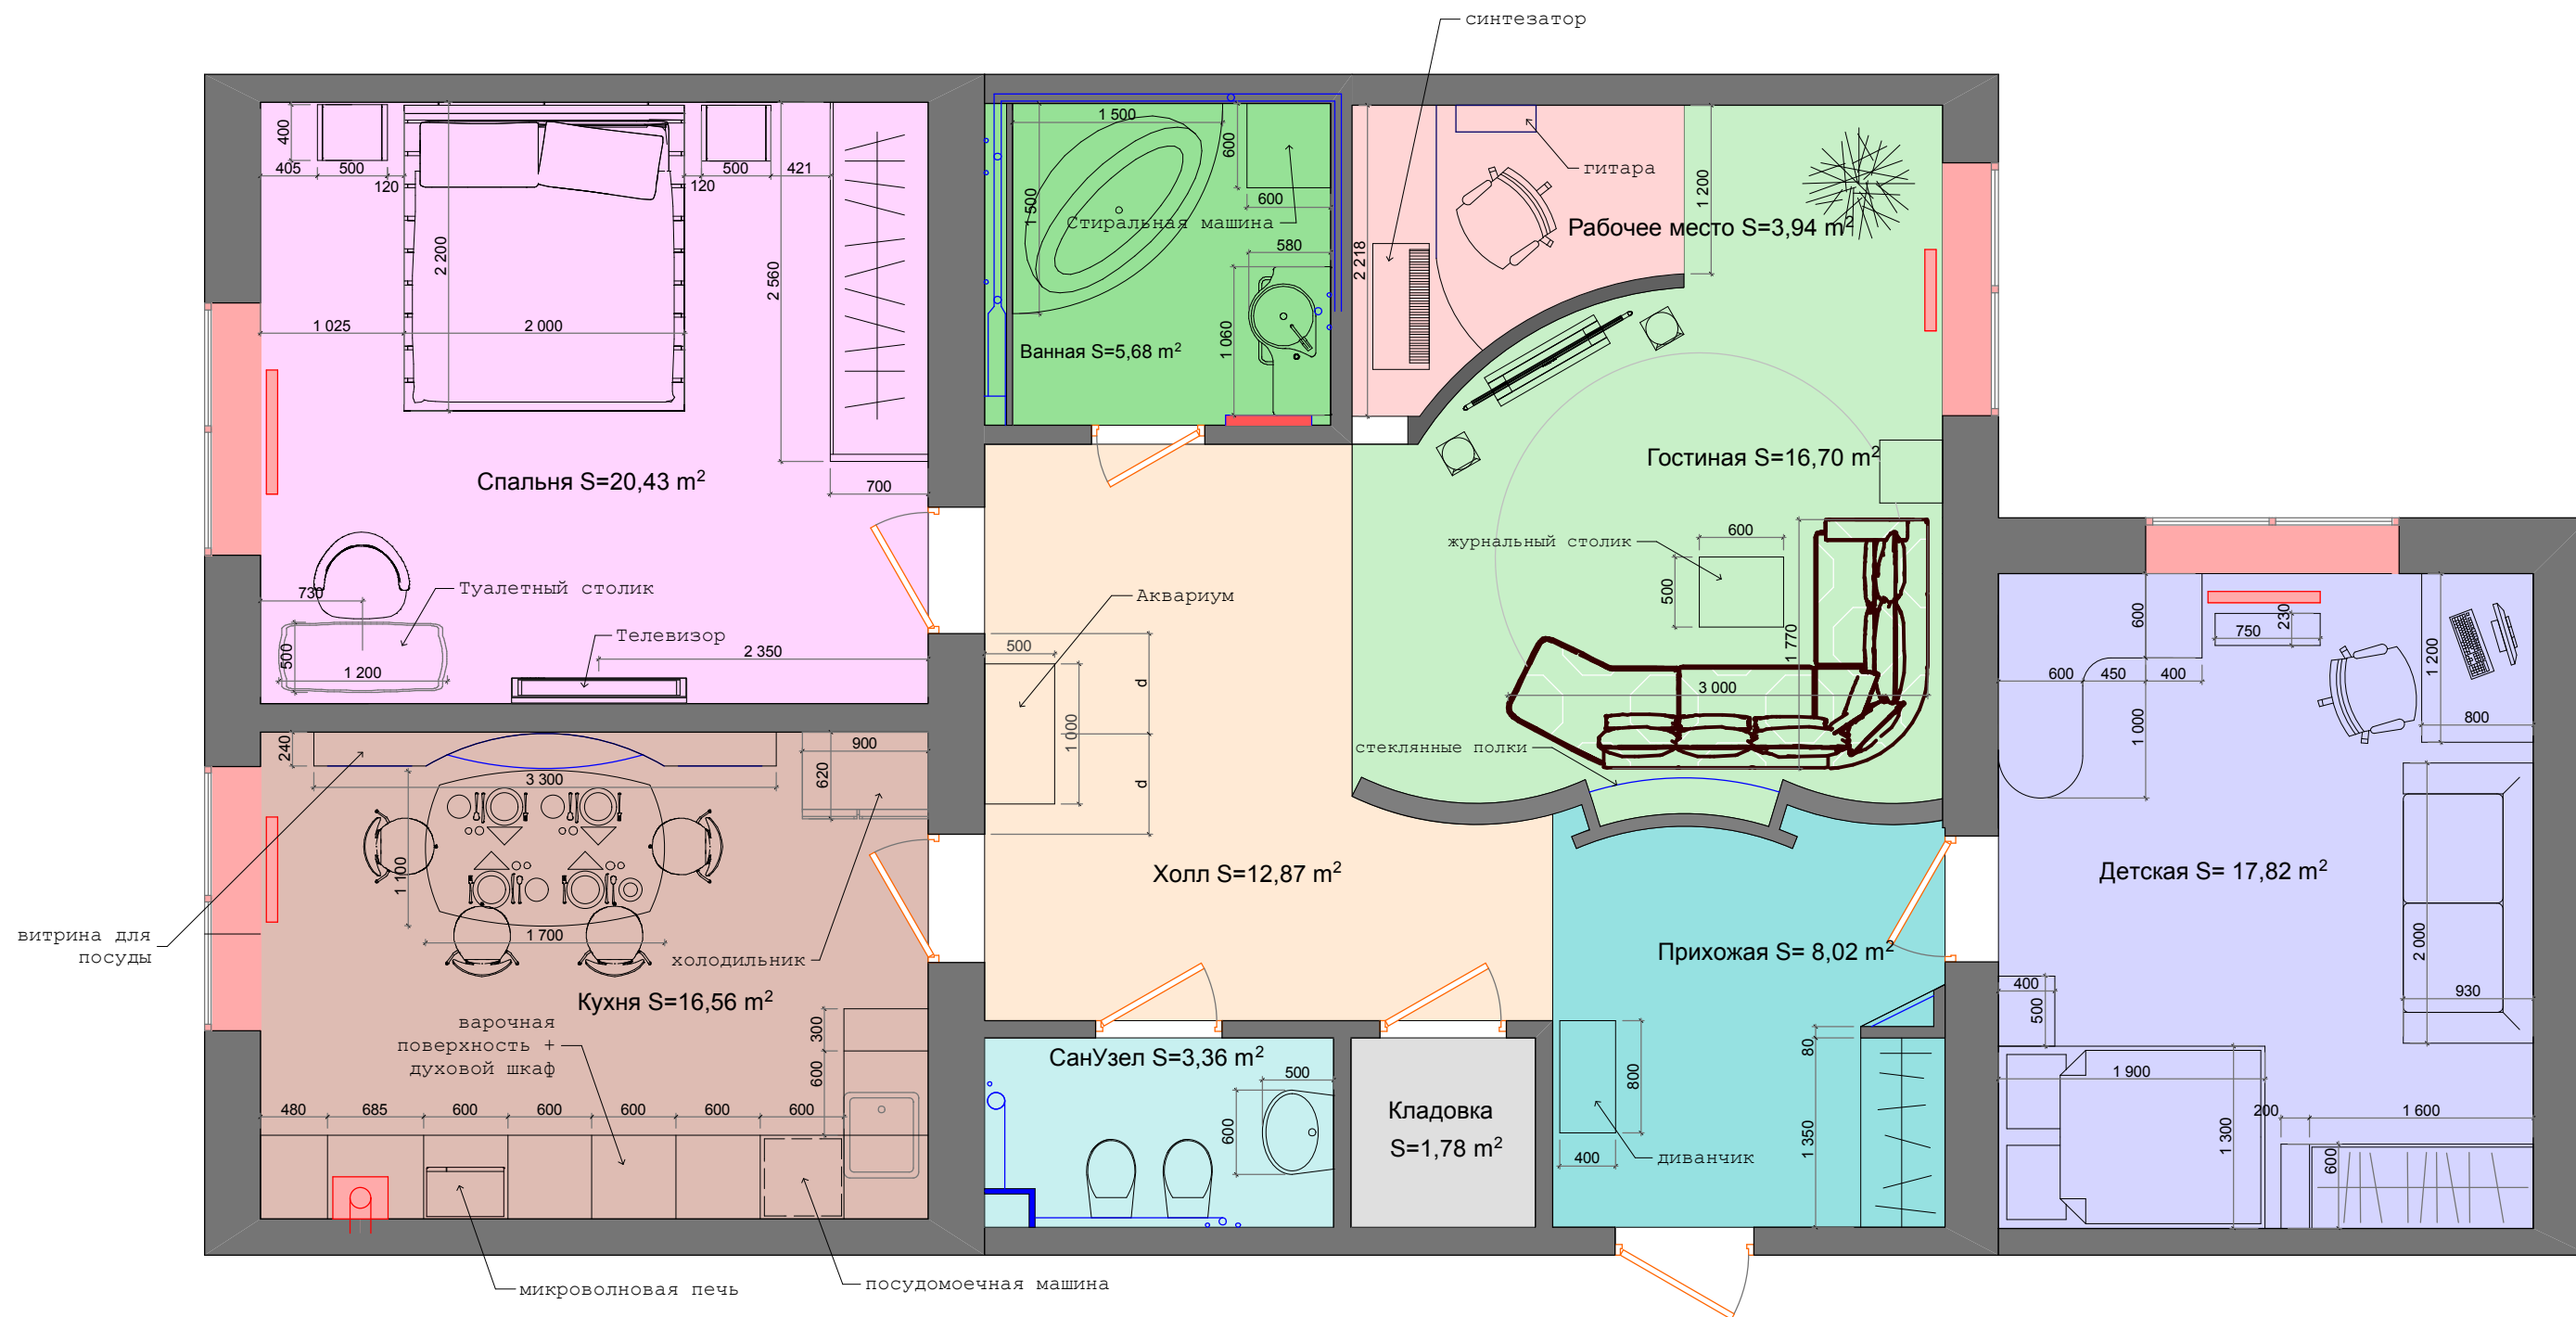 синтезатор
400
405
500
120
120
500
421
2 200
2 560
1 025
2 000
Спальня S=20,43 m²
700
730
Туалетный столик
Телевизор
500
1 200
2 350
1 500
1 500
600
600
Стиральная машина
580
1 060
Ванная S=5,68 m²
гитара
1 200
Рабочее место S=3,94 m²
2 218
Гостиная S=16,70 m²
600
журнальный столик
500
1 770
3 000
стеклянные полки
Аквариум
500
1 000
d
d
Холл S=12,87 m²
240
3 300
900
620
1 100
1 700
витрина для
посуды
холодильник
Кухня S=16,56 m²
варочная
поверхность +
духовой шкаф
300
600
480
685
600
600
600
600
600
микроволновая печь
посудомоечная машина
СанУзел S=3,36 m²
500
600
Кладовка
S=1,78 m²
Прихожая S= 8,02 m²
800
400
диванчик
80
1 350
600
750
230
1 200
600
450
400
1 000
800
Детская S= 17,82 m²
2 000
930
400
500
1 900
1 300
200
1 600
600